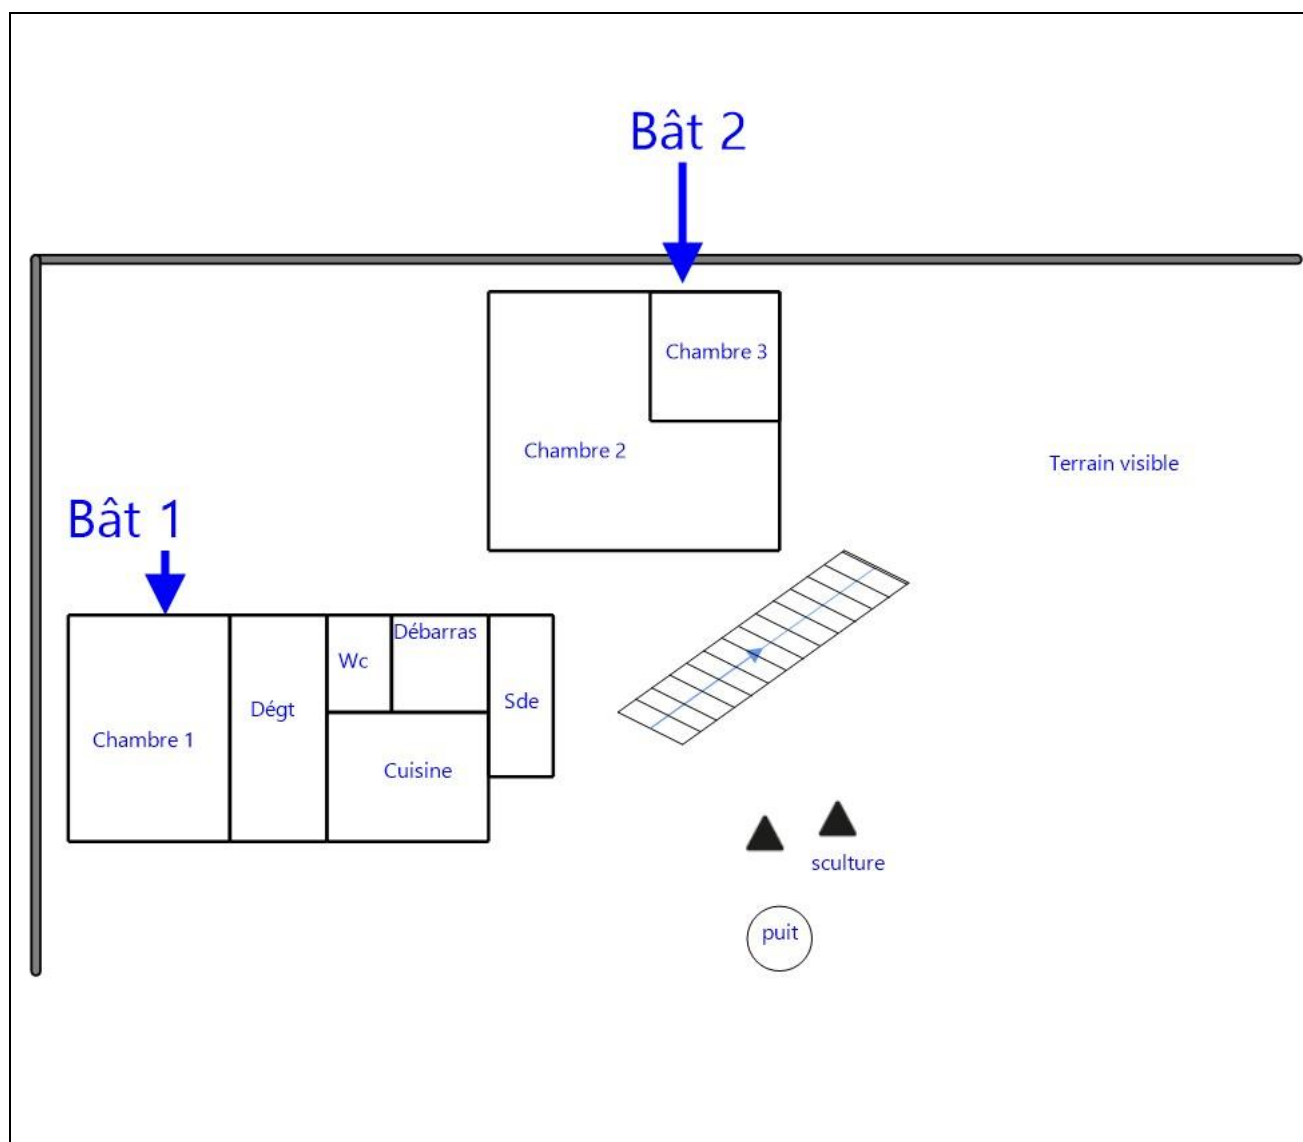 Bât 2
Chambre 3
Chambre 2
Terrain visible
Bât 1
Débarras
Wc
Sde
Dégt
Chambre 1
Cuisine
sculture
puit